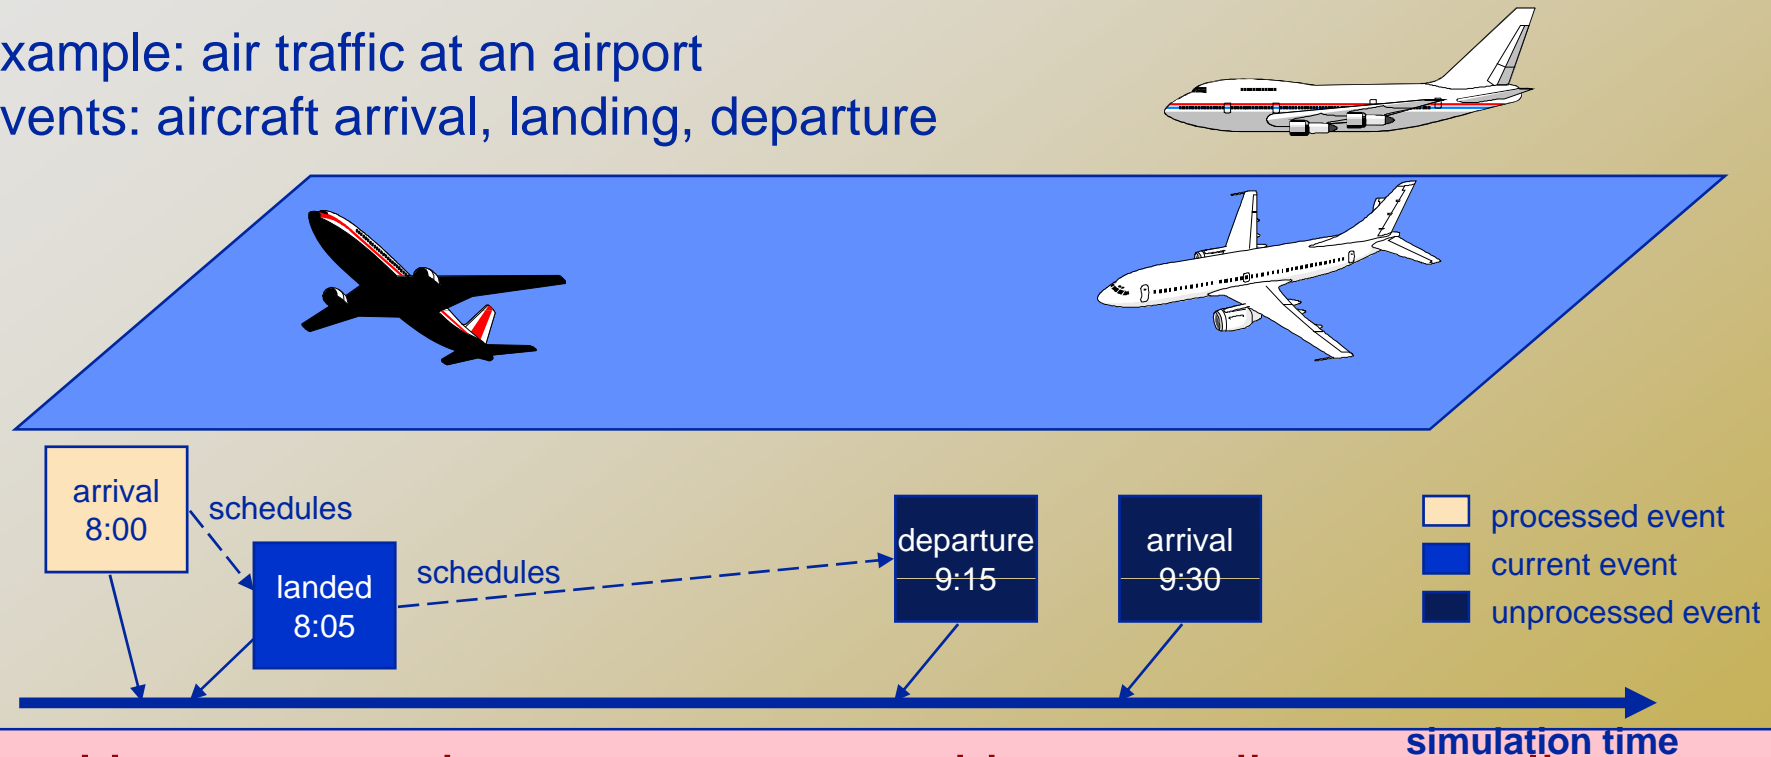 xample: air traffic at an airport
vents: aircraft arrival, landing, departure
arrival
8:00
schedules
landed
8:05
schedules
departure
9:15
arrival
9:30
processed event
current event
unprocessed event
simulation time